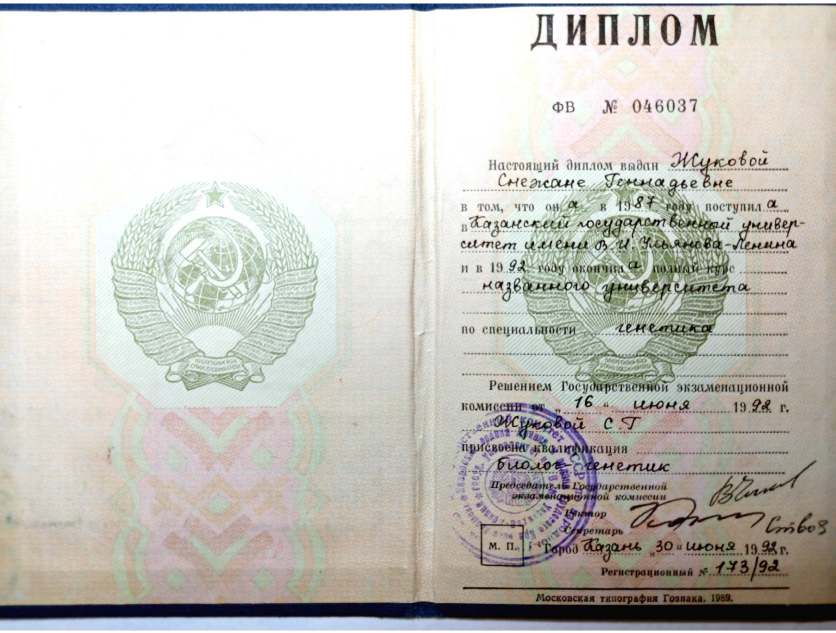 ДИПЛОМ
ФВ № 046037
Настоящий диплом выдан Жуковой
Снежане Геннадьевне
в том, что он а в 1987 году поступил а
в Казанский государственный универ-
ситет имени В. И. Ульянова-Ленина
и в 1992 году окончил а полный курс
названного университета
по специальности генетика
Решением Государственной экзаменационной
комиссии от „16“ июня 1992 г.
Жуковой С Г
присвоена квалификация
биолог, генетик
Председатель Государственной
экзаменационной комиссии
Ректор
Секретарь
М. П. Город Казань „30“ июня 1992 г.
Регистрационный № 173/92
Московская типография Гознака. 1989.